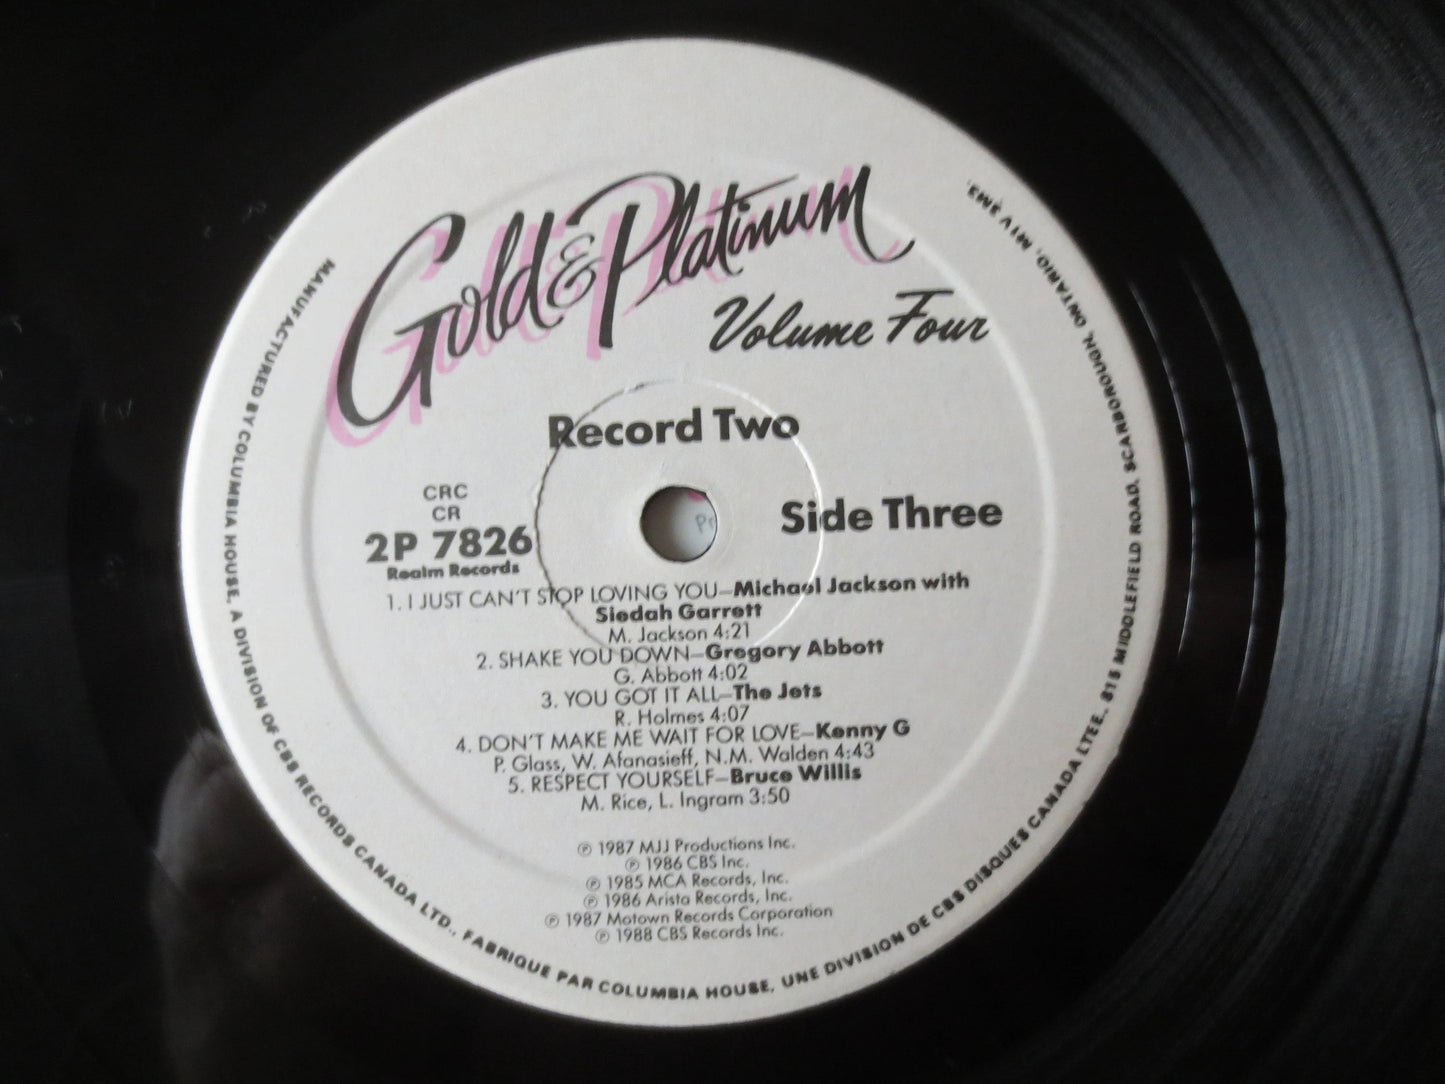 Gold & Platinum
Volume Four
Record Two
CRC
CR
2P 7826
Realm Records
Side Three
1. I JUST CAN'T STOP LOVING YOU–Michael Jackson with
Siedah Garrett
M. Jackson 4:21
2. SHAKE YOU DOWN–Gregory Abbott
G. Abbott 4:02
3. YOU GOT IT ALL–The Jets
R. Holmes 4:07
4. DON'T MAKE ME WAIT FOR LOVE–Kenny G
P. Glass, W. Afanasieff, N.M. Walden 4:43
5. RESPECT YOURSELF–Bruce Willis
M. Rice, L. Ingram 3:50
℗ 1987 MJJ Productions Inc.
℗ 1986 CBS Inc.
℗ 1985 MCA Records, Inc.
℗ 1986 Arista Records, Inc.
℗ 1987 Motown Records Corporation
℗ 1988 CBS Records Inc.
MANUFACTURED BY COLUMBIA HOUSE, A DIVISION OF CBS RECORDS CANADA LTD., FABRIQUE PAR COLUMBIA HOUSE, UNE DIVISION DE CBS DISQUES CANADA LTEE., 815 MIDDLEFIELD ROAD, SCARBOROUGH, ONTARIO, M1V 3M3.